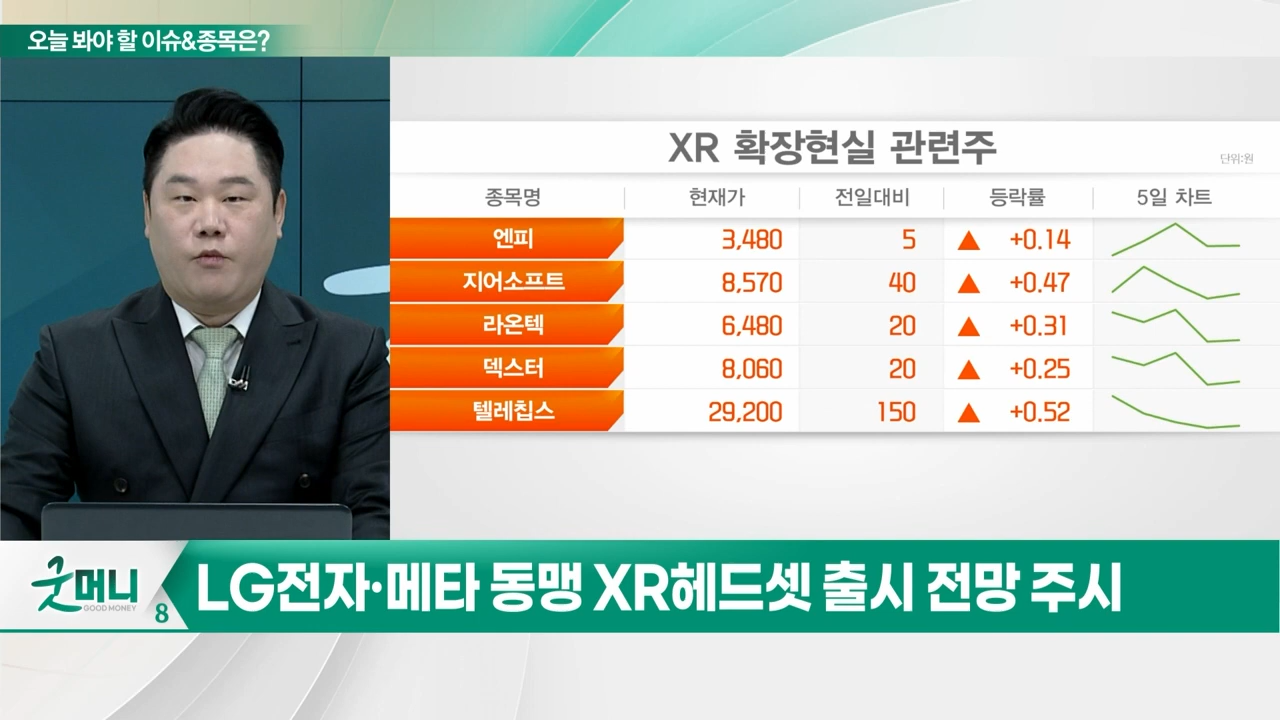 오늘 봐야 할 이슈&종목은?
XR 확장현실 관련주
단위:원
종목명 현재가 전일대비 등락률 5일 차트
엔피 3,480 5 ▲ +0.14
지어소프트 8,570 40 ▲ +0.47
라온텍 6,480 20 ▲ +0.31
덱스터 8,060 20 ▲ +0.25
텔레칩스 29,200 150 ▲ +0.52
굿머니
GOOD MONEY
8
LG전자·메타 동맹 XR헤드셋 출시 전망 주시